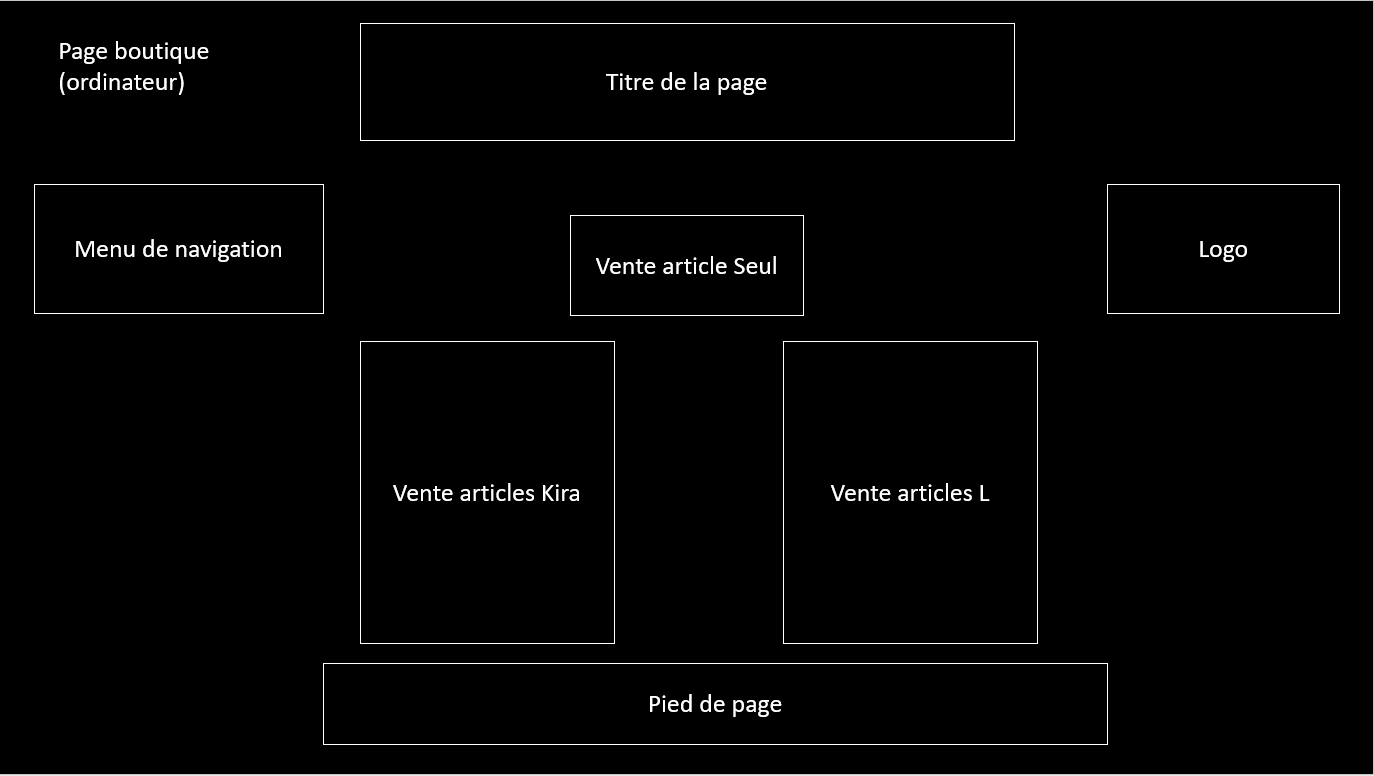 Page boutique
(ordinateur)
Titre de la page
Menu de navigation
Vente article Seul
Logo
Vente articles Kira
Vente articles L
Pied de page